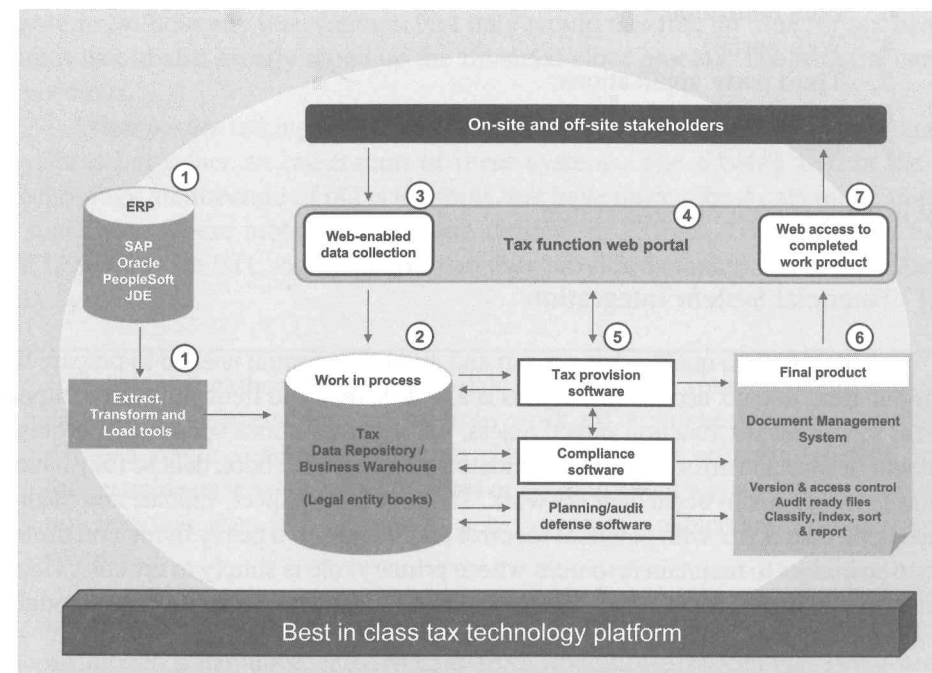 On-site and off-site stakeholders
1
ERP
SAP
Oracle
PeopleSoft
JDE
3
Web-enabled
data collection
4
Tax function web portal
7
Web access to
completed
work product
1
Extract,
Transform and
Load tools
2
Work in process
Tax
Data Repository /
Business Warehouse
(Legal entity books)
5
Tax provision
software
Compliance
software
Planning/audit
defense software
6
Final product
Document Management
System
Version & access control
Audit ready files
Classify, index, sort
& report
Best in class tax technology platform